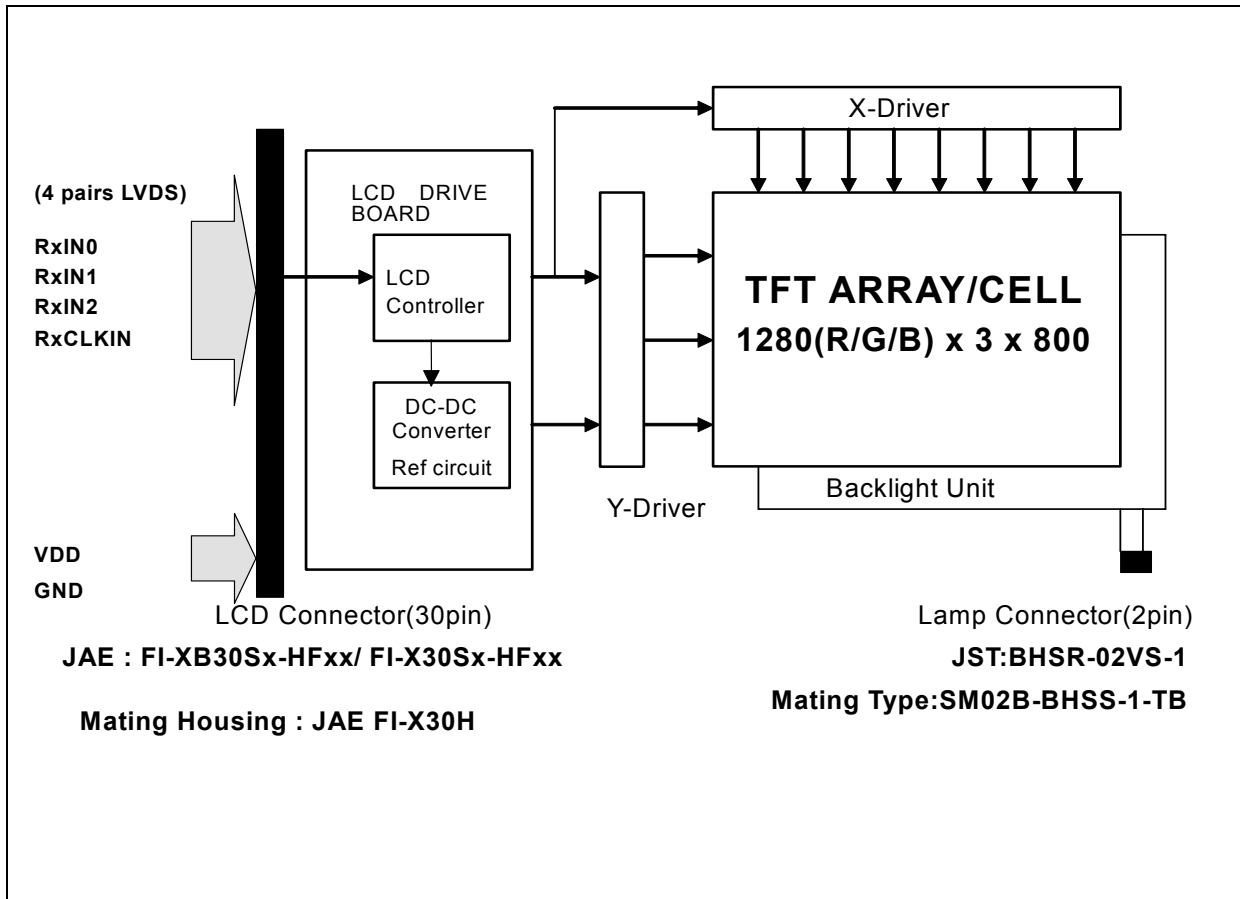 X-Driver
(4 pairs LVDS)
RxIN0
RxIN1
RxIN2
RxCLKIN
VDD
GND
LCD DRIVE
BOARD
LCD
Controller
DC-DC
Converter
Ref circuit
Y-Driver
TFT ARRAY/CELL
1280(R/G/B) x 3 x 800
Backlight Unit
LCD Connector(30pin)
JAE : FI-XB30Sx-HFxx/ FI-X30Sx-HFxx
Mating Housing : JAE FI-X30H
Lamp Connector(2pin)
JST:BHSR-02VS-1
Mating Type:SM02B-BHSS-1-TB